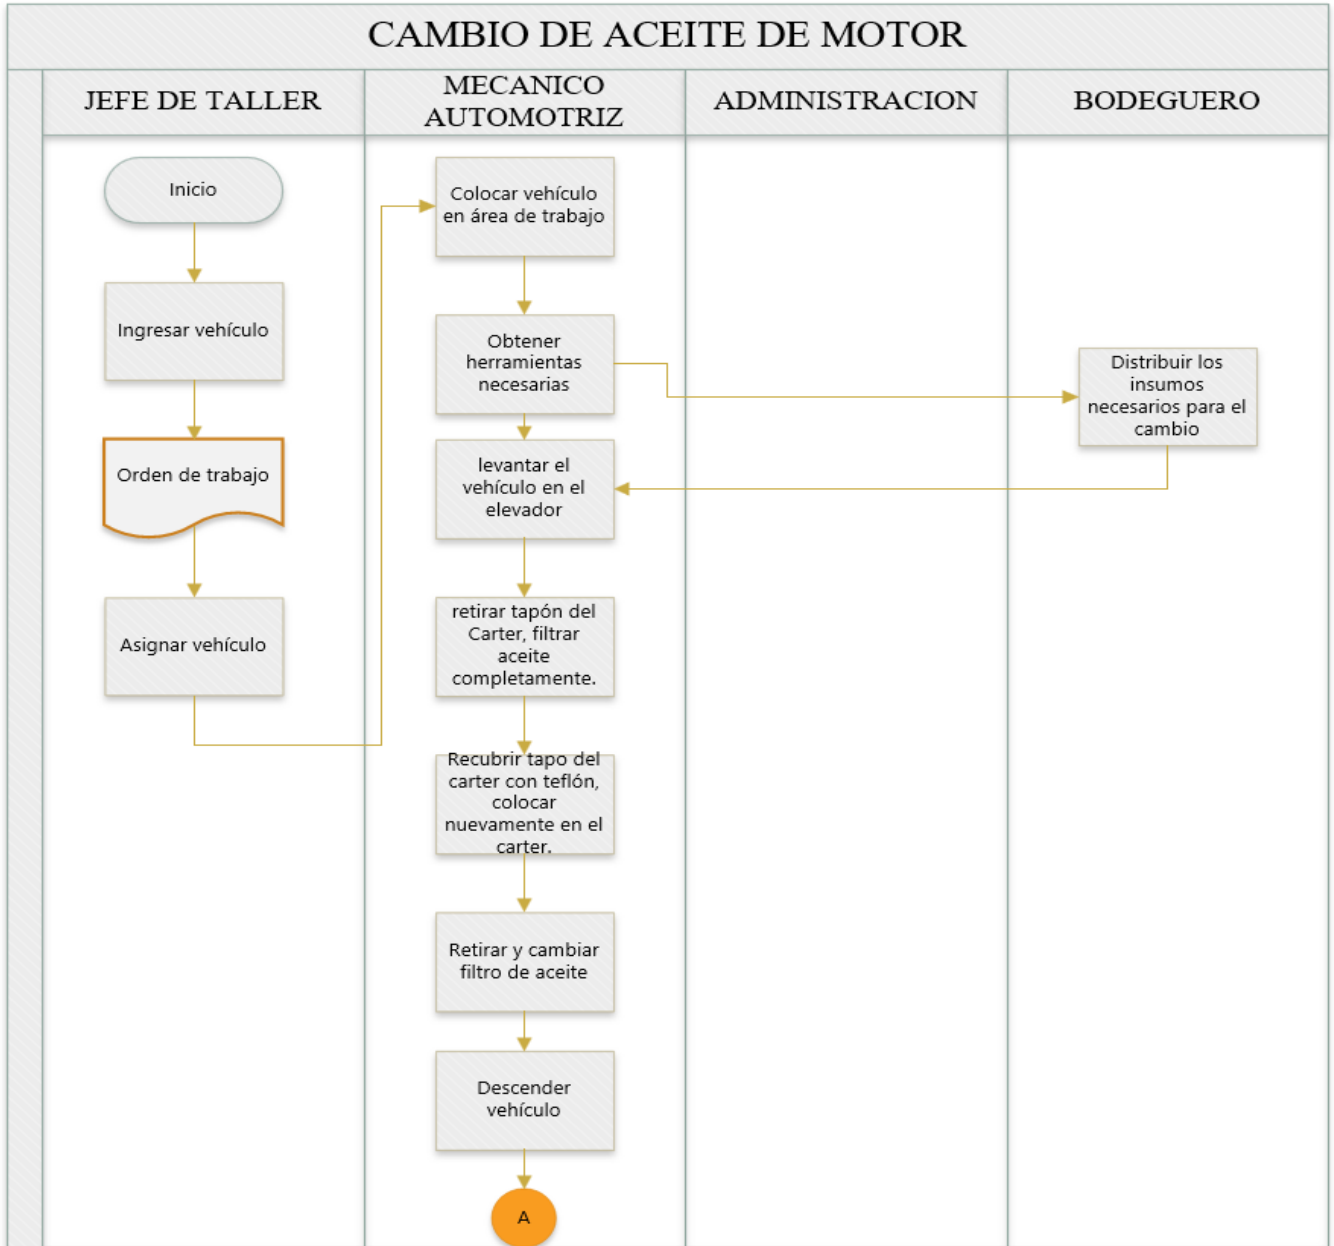 CAMBIO DE ACEITE DE MOTOR
JEFE DE TALLER
MECANICO
AUTOMOTRIZ
ADMINISTRACION
BODEGUERO
Inicio
Ingresar vehículo
Orden de trabajo
Asignar vehículo
Colocar vehículo
en área de trabajo
Obtener
herramientas
necesarias
Distribuir los
insumos
necesarios para el
cambio
levantar el
vehículo en el
elevador
retirar tapón del
Carter, filtrar
aceite
completamente.
Recubrir tapo del
carter con teflón,
colocar
nuevamente en el
carter.
Retirar y cambiar
filtro de aceite
Descender
vehículo
A